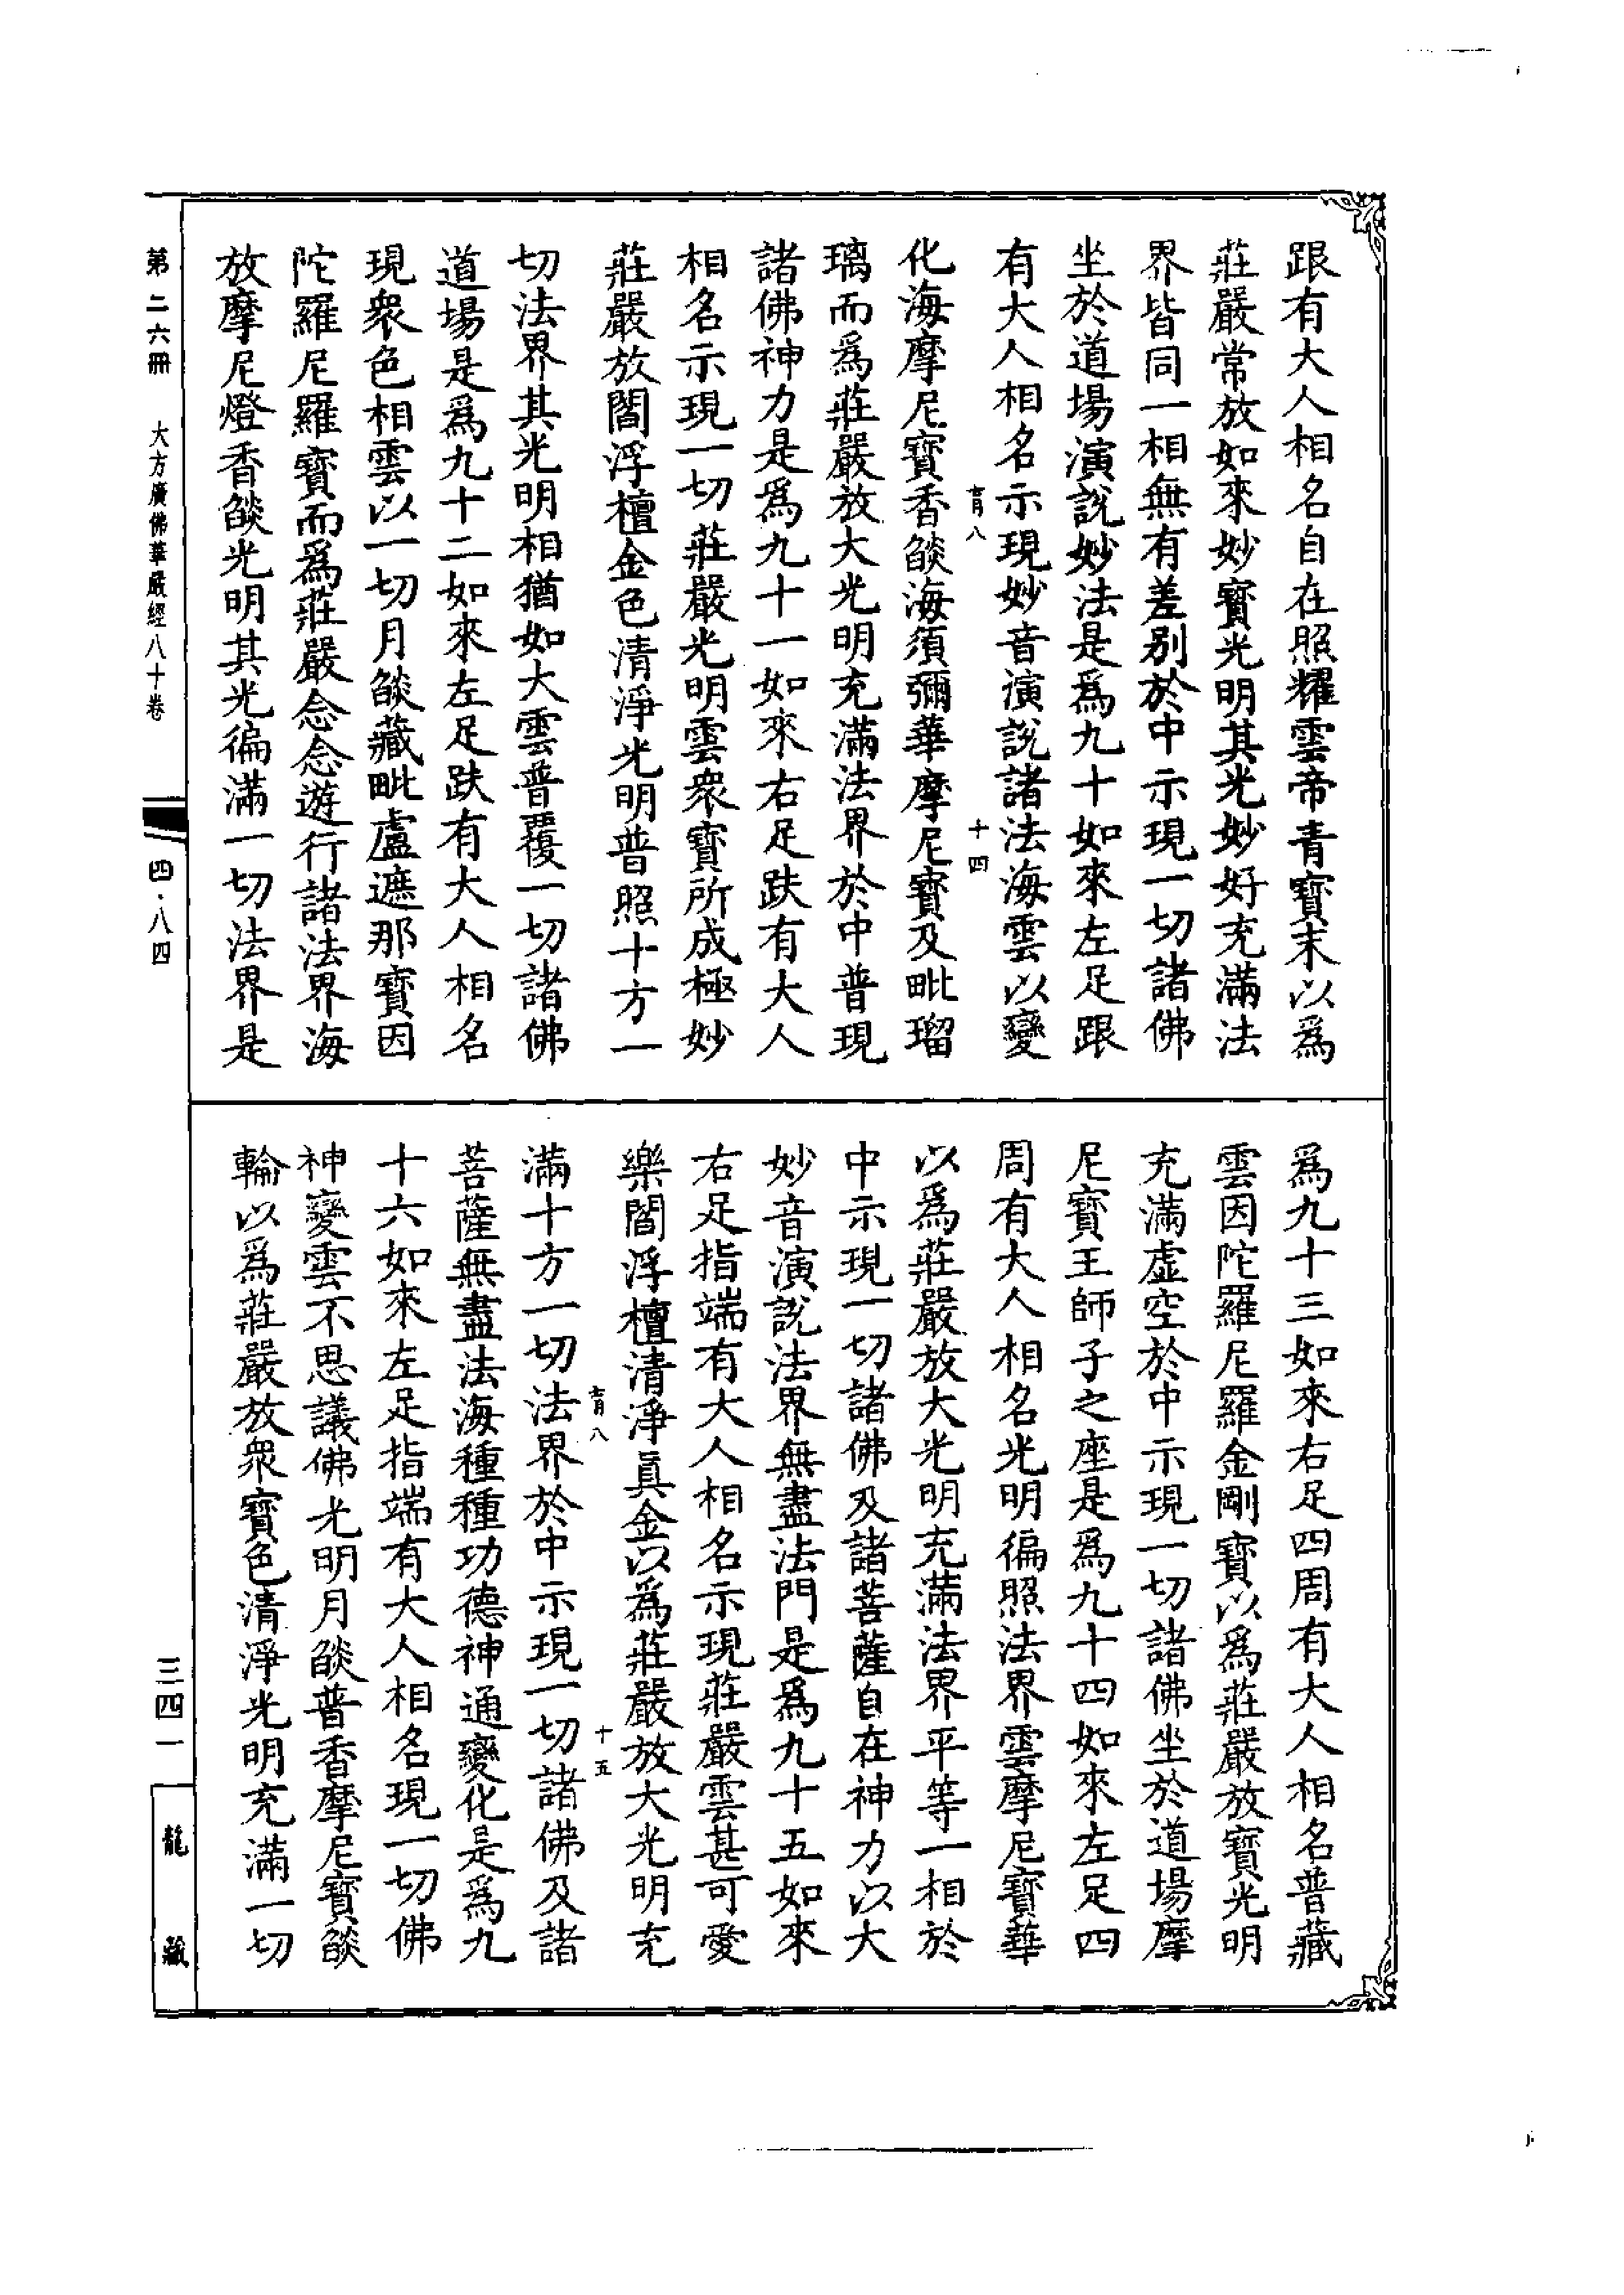 跟有大人相名自在照耀雲帝青寶末以爲
莊嚴常放如來妙寶光明其光妙好充滿法
界皆同一相無有差别於中示現一切諸佛
坐於道場演說妙法是爲九十如來左足跟
有大人相名示現妙音演說諸法海雲以變
化海摩尼寶香燄海須彌華摩尼寶及毗瑠
璃而爲莊嚴放大光明充滿法界於中普現
諸佛神力是爲九十一如來右足趺有大人
相名示現一切莊嚴光明雲衆寶所成極妙
莊嚴放閻浮檀金色清淨光明普照十方一
切法界其光明相猶如大雲普覆一切諸佛
道場是爲九十二如來左足趺有大人相名
現衆色相雲以一切月燄藏毗盧遮那寶因
陀羅尼羅寶而爲莊嚴念念遊行諸法界海
放摩尼燈香燄光明其光徧滿一切法界是
八
十四
爲九十三如來右足四周有大人相名普藏
雲因陀羅尼羅金剛寶以爲莊嚴放寶光明
充滿虛空於中示現一切諸佛坐於道場摩
尼寶王師子之座是爲九十四如來左足四
周有大人相名光明徧照法界雲摩尼寶華
以爲莊嚴放大光明充滿法界平等一相於
中示現一切諸佛及諸菩薩自在神力以大
妙音演說法界無盡法門是爲九十五如來
右足指端有大人相名示現莊嚴雲甚可愛
樂閻浮檀清淨眞金以爲莊嚴放大光明充
滿十方一切法界於中示現一切諸佛及諸
菩薩無盡法海種種功德神通變化是爲九
十六如來左足指端有大人相名現一切佛
神變雲不思議佛光明月燄普香摩尼寶燄
輪以爲莊嚴放衆寶色清淨光明充滿一切
八
十五
第二六冊
大方廣佛華嚴經八十卷
四·八四
三四一
龍藏